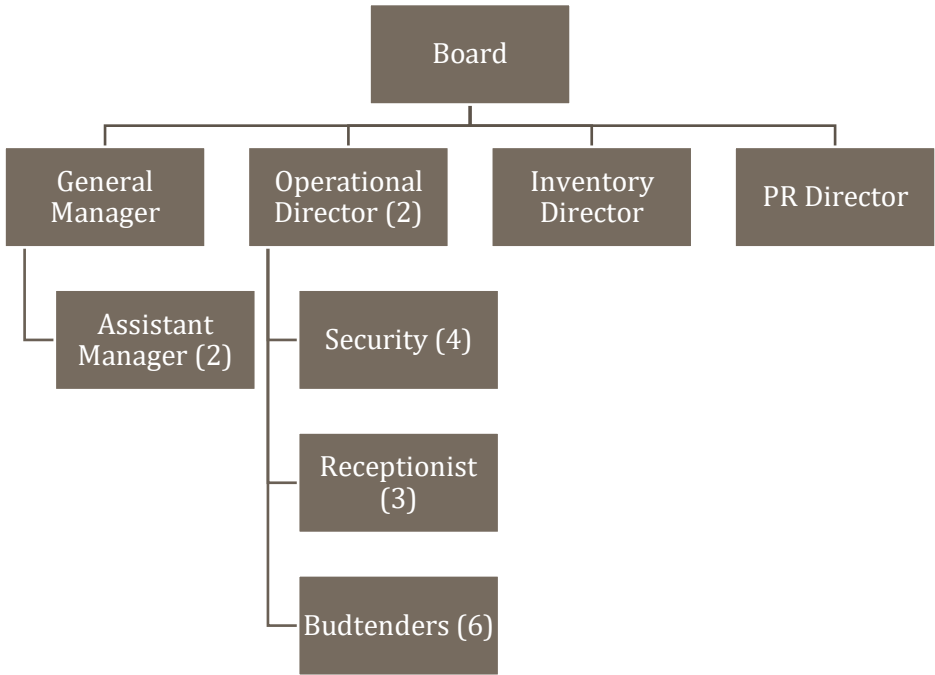 Board
General
Manager
Operational
Director (2)
Inventory
Director
PR Director
Assistant
Manager (2)
Security (4)
Receptionist
(3)
Budtenders (6)